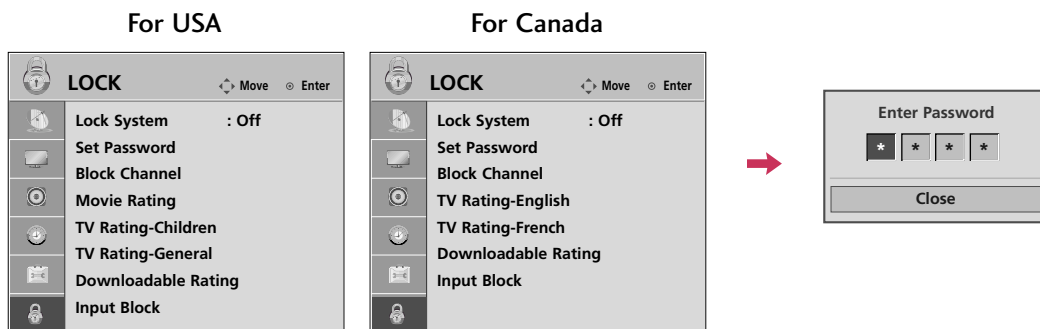 For USA
LOCK
Move Enter
Lock System : Off
Set Password
Block Channel
Movie Rating
TV Rating-Children
TV Rating-General
Downloadable Rating
Input Block
For Canada
LOCK
Move Enter
Lock System : Off
Set Password
Block Channel
TV Rating-English
TV Rating-French
Downloadable Rating
Input Block
Enter Password
* * * *
Close